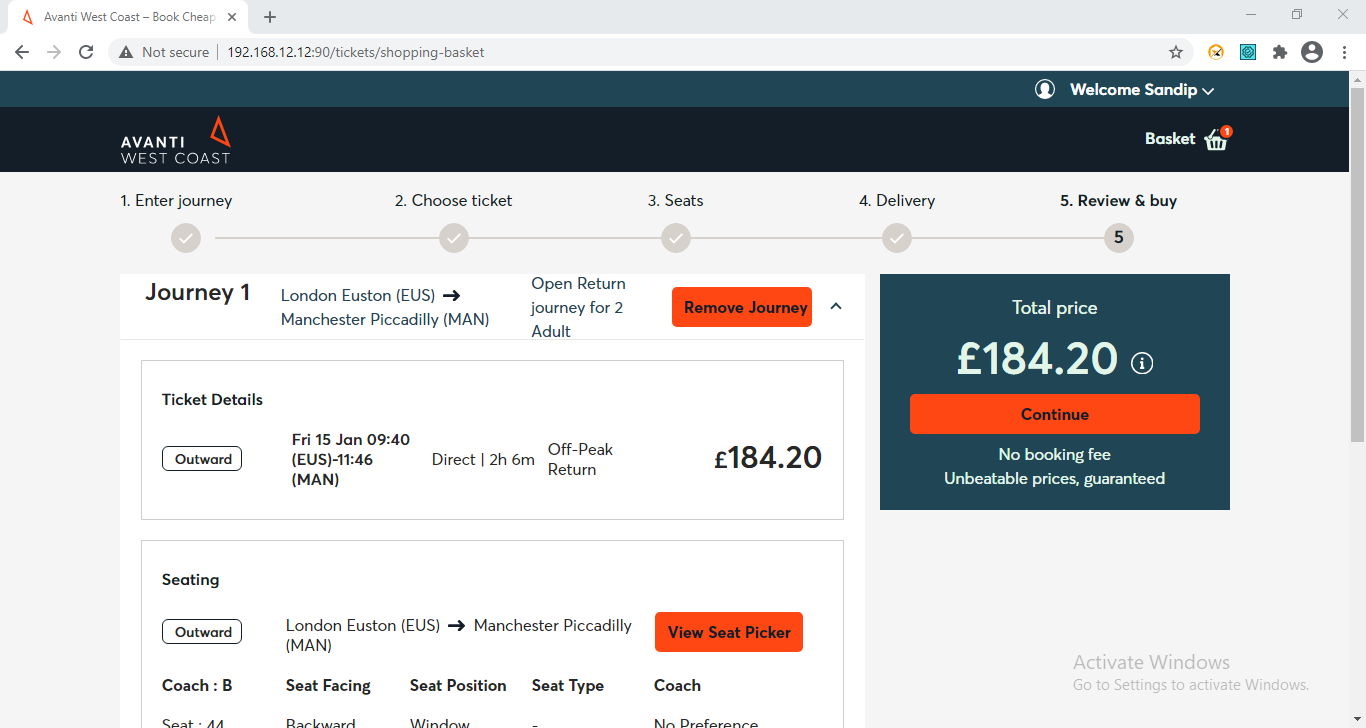 Avanti West Coast – Book Cheap
Not secure
192.168.12.12:90/tickets/shopping-basket
Welcome Sandip
AVANTI
WEST COAST
Basket
1
1. Enter journey
2. Choose ticket
3. Seats
4. Delivery
5. Review & buy
5
Journey 1
London Euston (EUS) →
Manchester Piccadilly (MAN)
Open Return
journey for 2
Adult
Remove Journey
Ticket Details
Outward
Fri 15 Jan 09:40
(EUS)-11:46
(MAN)
Direct | 2h 6m
Off-Peak
Return
£184.20
Total price
£184.20
Continue
No booking fee
Unbeatable prices, guaranteed
Seating
Outward
London Euston (EUS) → Manchester Piccadilly
(MAN)
View Seat Picker
Coach : B
Seat Facing
Seat Position
Seat Type
Coach
Seat : 44
Backward
Window
-
No Preference
Activate Windows
Go to Settings to activate Windows.